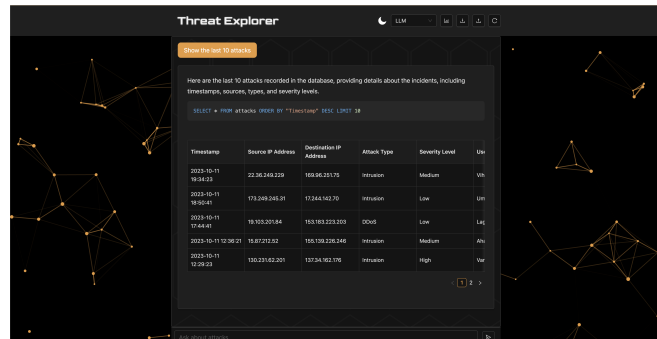 Threat Explorer
LLM
Show the last 10 attacks
Here are the last 10 attacks recorded in the database, providing details about the incidents, including
timestamps, sources, types, and severity levels.
SELECT * FROM attacks ORDER BY "Timestamp" DESC LIMIT 10
Timestamp Source IP Address Destination IP Address Attack Type Severity Level Use
2023-10-11 19:34:23 22.36.249.229 169.96.251.75 Intrusion Medium Vih
2023-10-11 18:50:41 173.249.245.31 17.244.142.70 Intrusion Low Um
2023-10-11 17:44:41 19.103.201.84 153.183.223.203 DDoS Low Lag
2023-10-11 12:36:21 15.87.212.52 155.139.226.246 Intrusion Medium Aha
2023-10-11 12:29:23 130.231.62.201 137.34.162.176 Intrusion High Var
1 2
Ask about attacks